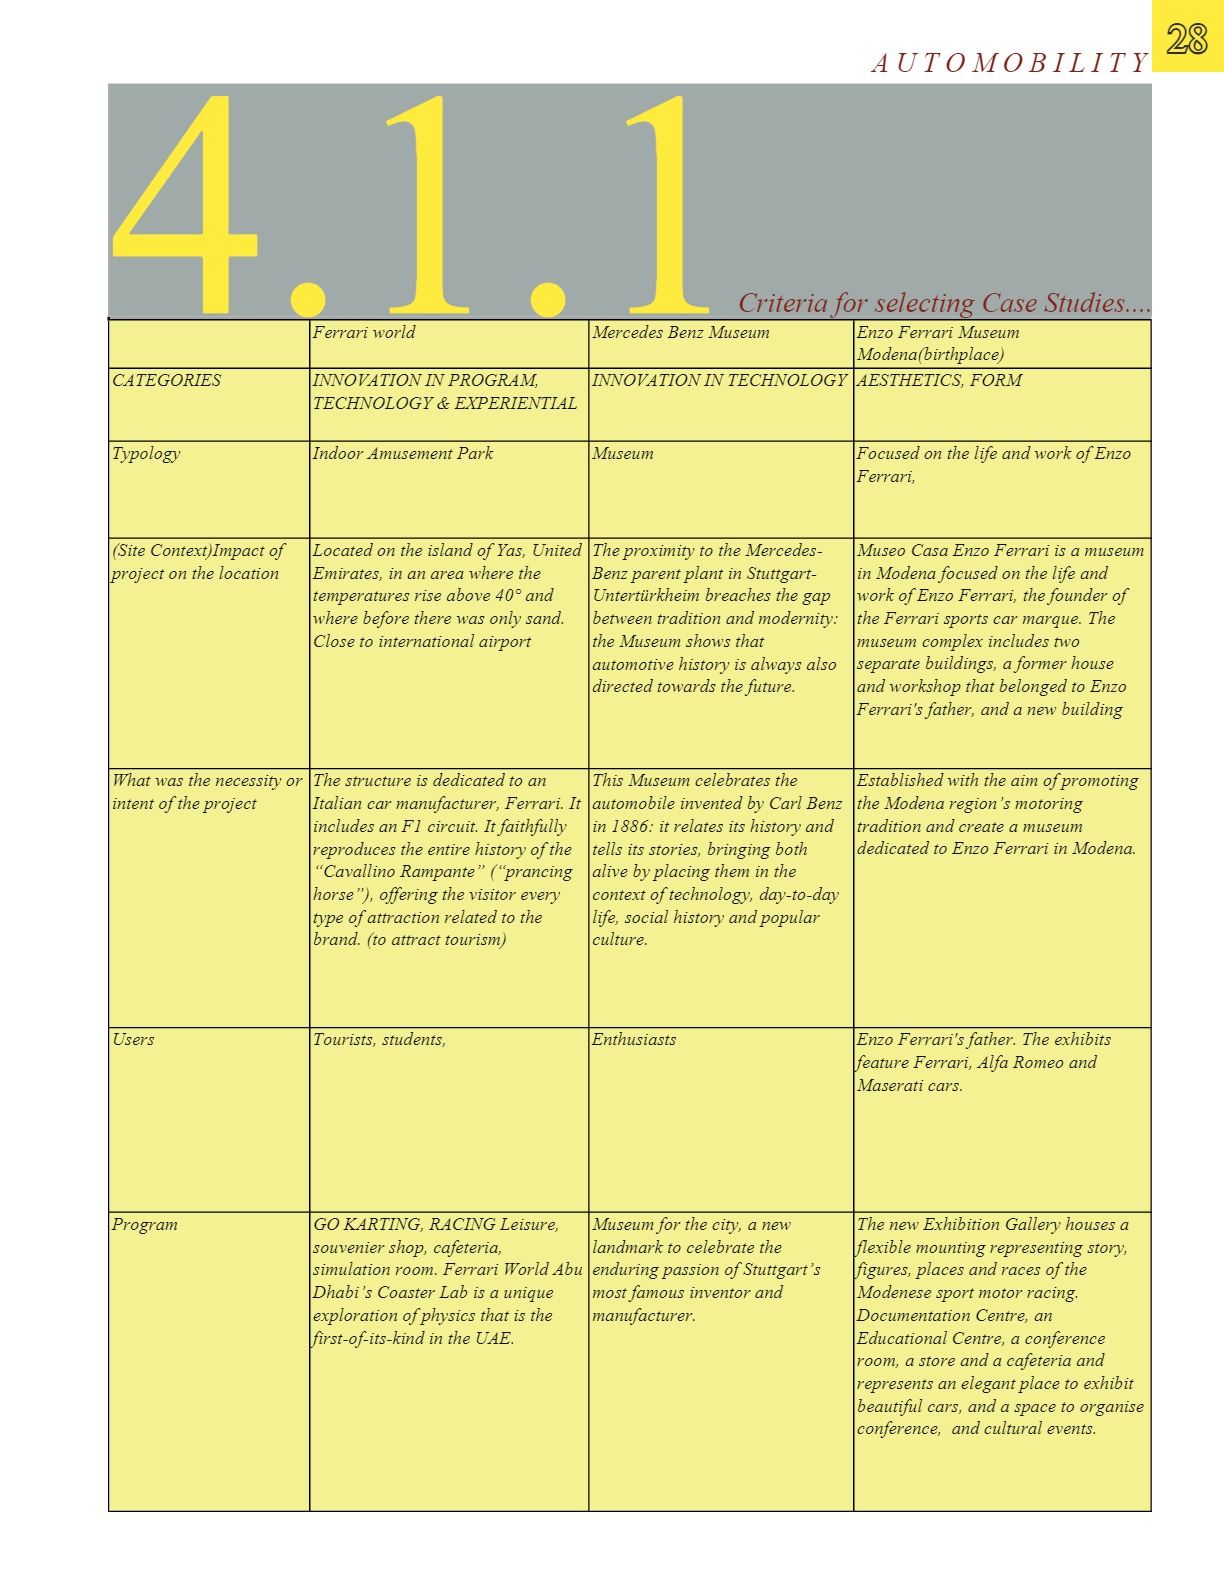 28
AUTOMOBILITY
4.1.1
Criteria for selecting Case Studies....
Ferrari world
Mercedes Benz Museum
Enzo Ferrari Museum
Modena(birthplace)
CATEGORIES
INNOVATION IN PROGRAM,
TECHNOLOGY & EXPERIENTIAL
INNOVATION IN TECHNOLOGY
AESTHETICS, FORM
Typology
Indoor Amusement Park
Museum
Focused on the life and work of Enzo
Ferrari,
(Site Context)Impact of
project on the location
Located on the island of Yas, United
Emirates, in an area where the
temperatures rise above 40° and
where before there was only sand.
Close to international airport
The proximity to the Mercedes-
Benz parent plant in Stuttgart-
Untertürkheim breaches the gap
between tradition and modernity:
the Museum shows that
automotive history is always also
directed towards the future.
Museo Casa Enzo Ferrari is a museum
in Modena focused on the life and
work of Enzo Ferrari, the founder of
the Ferrari sports car marque. The
museum complex includes two
separate buildings, a former house
and workshop that belonged to Enzo
Ferrari's father, and a new building
What was the necessity or
intent of the project
The structure is dedicated to an
Italian car manufacturer, Ferrari. It
includes an F1 circuit. It faithfully
reproduces the entire history of the
“Cavallino Rampante” (“prancing
horse”), offering the visitor every
type of attraction related to the
brand. (to attract tourism)
This Museum celebrates the
automobile invented by Carl Benz
in 1886: it relates its history and
tells its stories, bringing both
alive by placing them in the
context of technology, day-to-day
life, social history and popular
culture.
Established with the aim of promoting
the Modena region’s motoring
tradition and create a museum
dedicated to Enzo Ferrari in Modena.
Users
Tourists, students,
Enthusiasts
Enzo Ferrari's father. The exhibits
feature Ferrari, Alfa Romeo and
Maserati cars.
Program
GO KARTING, RACING Leisure,
souvenier shop, cafeteria,
simulation room. Ferrari World Abu
Dhabi’s Coaster Lab is a unique
exploration of physics that is the
first-of-its-kind in the UAE.
Museum for the city, a new
landmark to celebrate the
enduring passion of Stuttgart’s
most famous inventor and
manufacturer.
The new Exhibition Gallery houses a
flexible mounting representing story,
figures, places and races of the
Modenese sport motor racing.
Documentation Centre, an
Educational Centre, a conference
room, a store and a cafeteria and
represents an elegant place to exhibit
beautiful cars, and a space to organise
conference,  and cultural events.